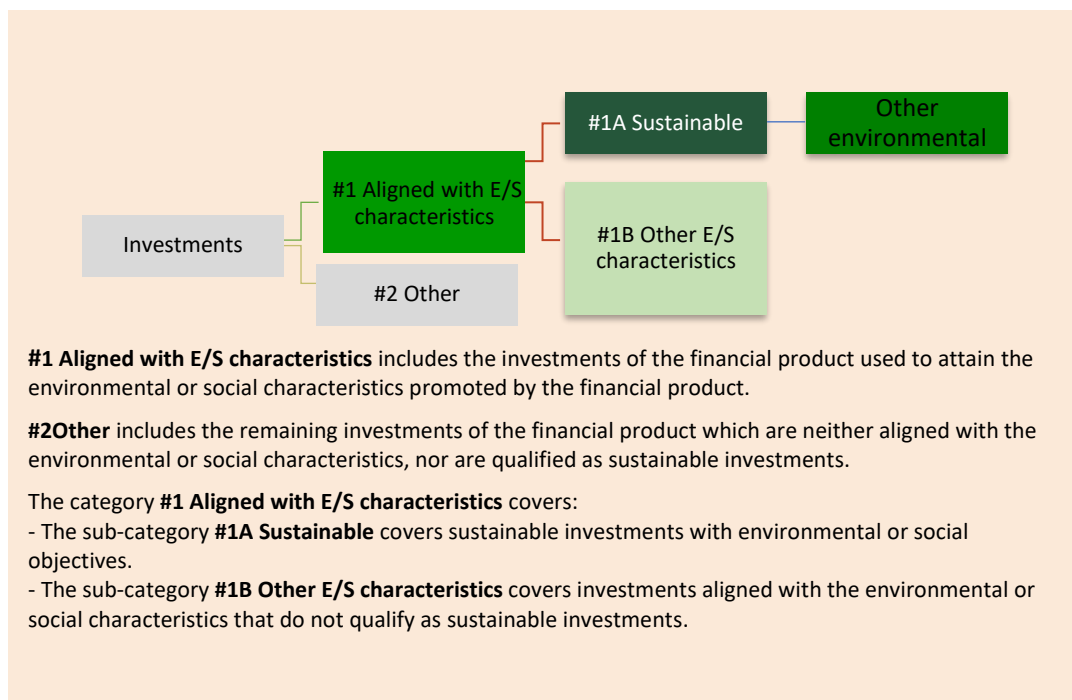 #1A Sustainable
Other
environmental
#1 Aligned with E/S
characteristics
Investments
#1B Other E/S
characteristics
#2 Other
#1 Aligned with E/S characteristics includes the investments of the financial product used to attain the
environmental or social characteristics promoted by the financial product.
#2Other includes the remaining investments of the financial product which are neither aligned with the
environmental or social characteristics, nor are qualified as sustainable investments.
The category #1 Aligned with E/S characteristics covers:
- The sub-category #1A Sustainable covers sustainable investments with environmental or social
objectives.
- The sub-category #1B Other E/S characteristics covers investments aligned with the environmental or
social characteristics that do not qualify as sustainable investments.